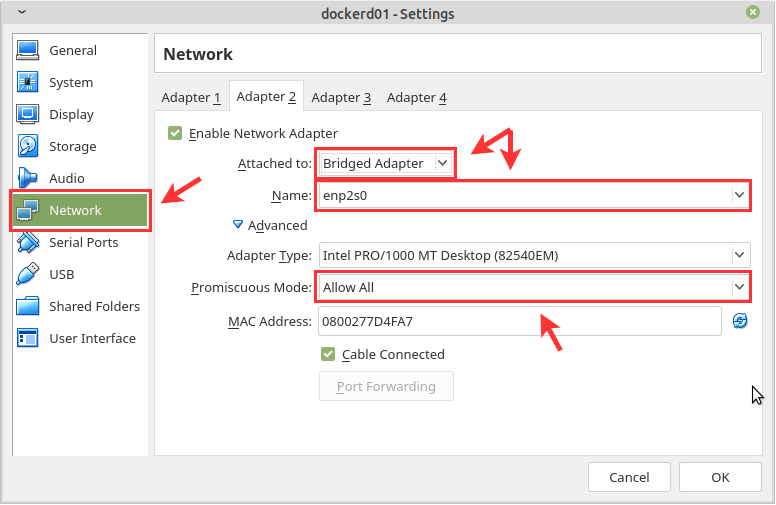 dockerd01 - Settings
General
System
Display
Storage
Audio
Network
Serial Ports
USB
Shared Folders
User Interface
Network
Adapter 1 Adapter 2 Adapter 3 Adapter 4
Enable Network Adapter
Attached to: Bridged Adapter
Name: enp2s0
Advanced
Adapter Type: Intel PRO/1000 MT Desktop (82540EM)
Promiscuous Mode: Allow All
MAC Address: 0800277D4FA7
Cable Connected
Port Forwarding
Cancel OK